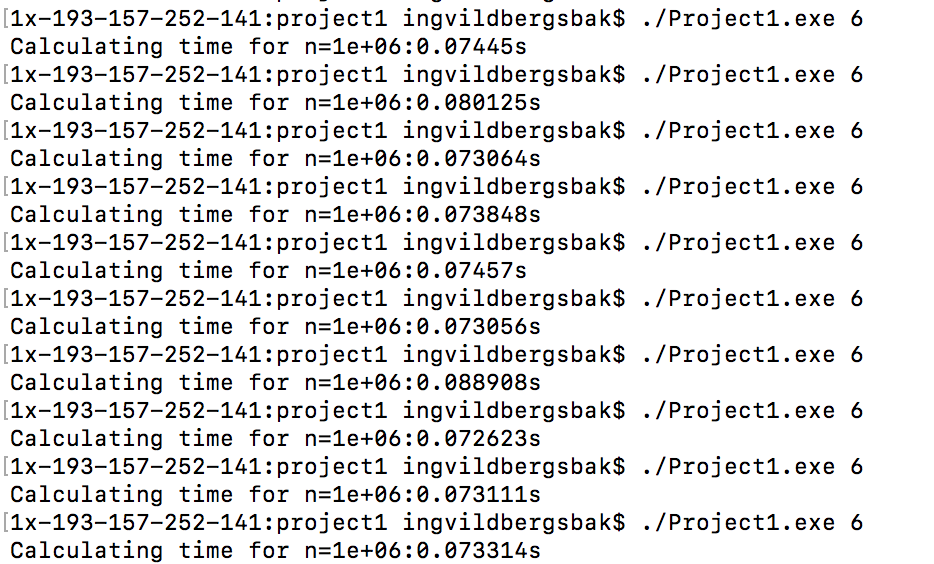 [1x-193-157-252-141:project1 ingvildbergsbak$ ./Project1.exe 6
Calculating time for n=1e+06:0.07445s
[1x-193-157-252-141:project1 ingvildbergsbak$ ./Project1.exe 6
Calculating time for n=1e+06:0.080125s
[1x-193-157-252-141:project1 ingvildbergsbak$ ./Project1.exe 6
Calculating time for n=1e+06:0.073064s
[1x-193-157-252-141:project1 ingvildbergsbak$ ./Project1.exe 6
Calculating time for n=1e+06:0.073848s
[1x-193-157-252-141:project1 ingvildbergsbak$ ./Project1.exe 6
Calculating time for n=1e+06:0.07457s
[1x-193-157-252-141:project1 ingvildbergsbak$ ./Project1.exe 6
Calculating time for n=1e+06:0.073056s
[1x-193-157-252-141:project1 ingvildbergsbak$ ./Project1.exe 6
Calculating time for n=1e+06:0.088908s
[1x-193-157-252-141:project1 ingvildbergsbak$ ./Project1.exe 6
Calculating time for n=1e+06:0.072623s
[1x-193-157-252-141:project1 ingvildbergsbak$ ./Project1.exe 6
Calculating time for n=1e+06:0.073111s
[1x-193-157-252-141:project1 ingvildbergsbak$ ./Project1.exe 6
Calculating time for n=1e+06:0.073314s